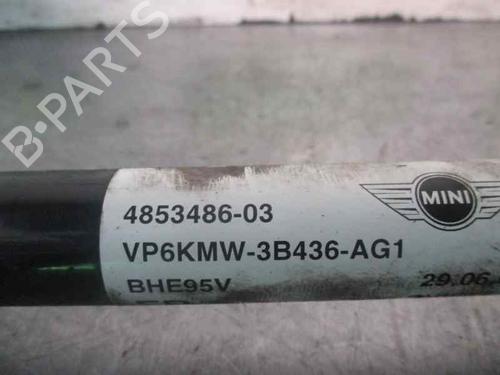 B-PARTS
MINI
4853486-03
VP6KMW-3B436-AG1
BHE95V
29.06.